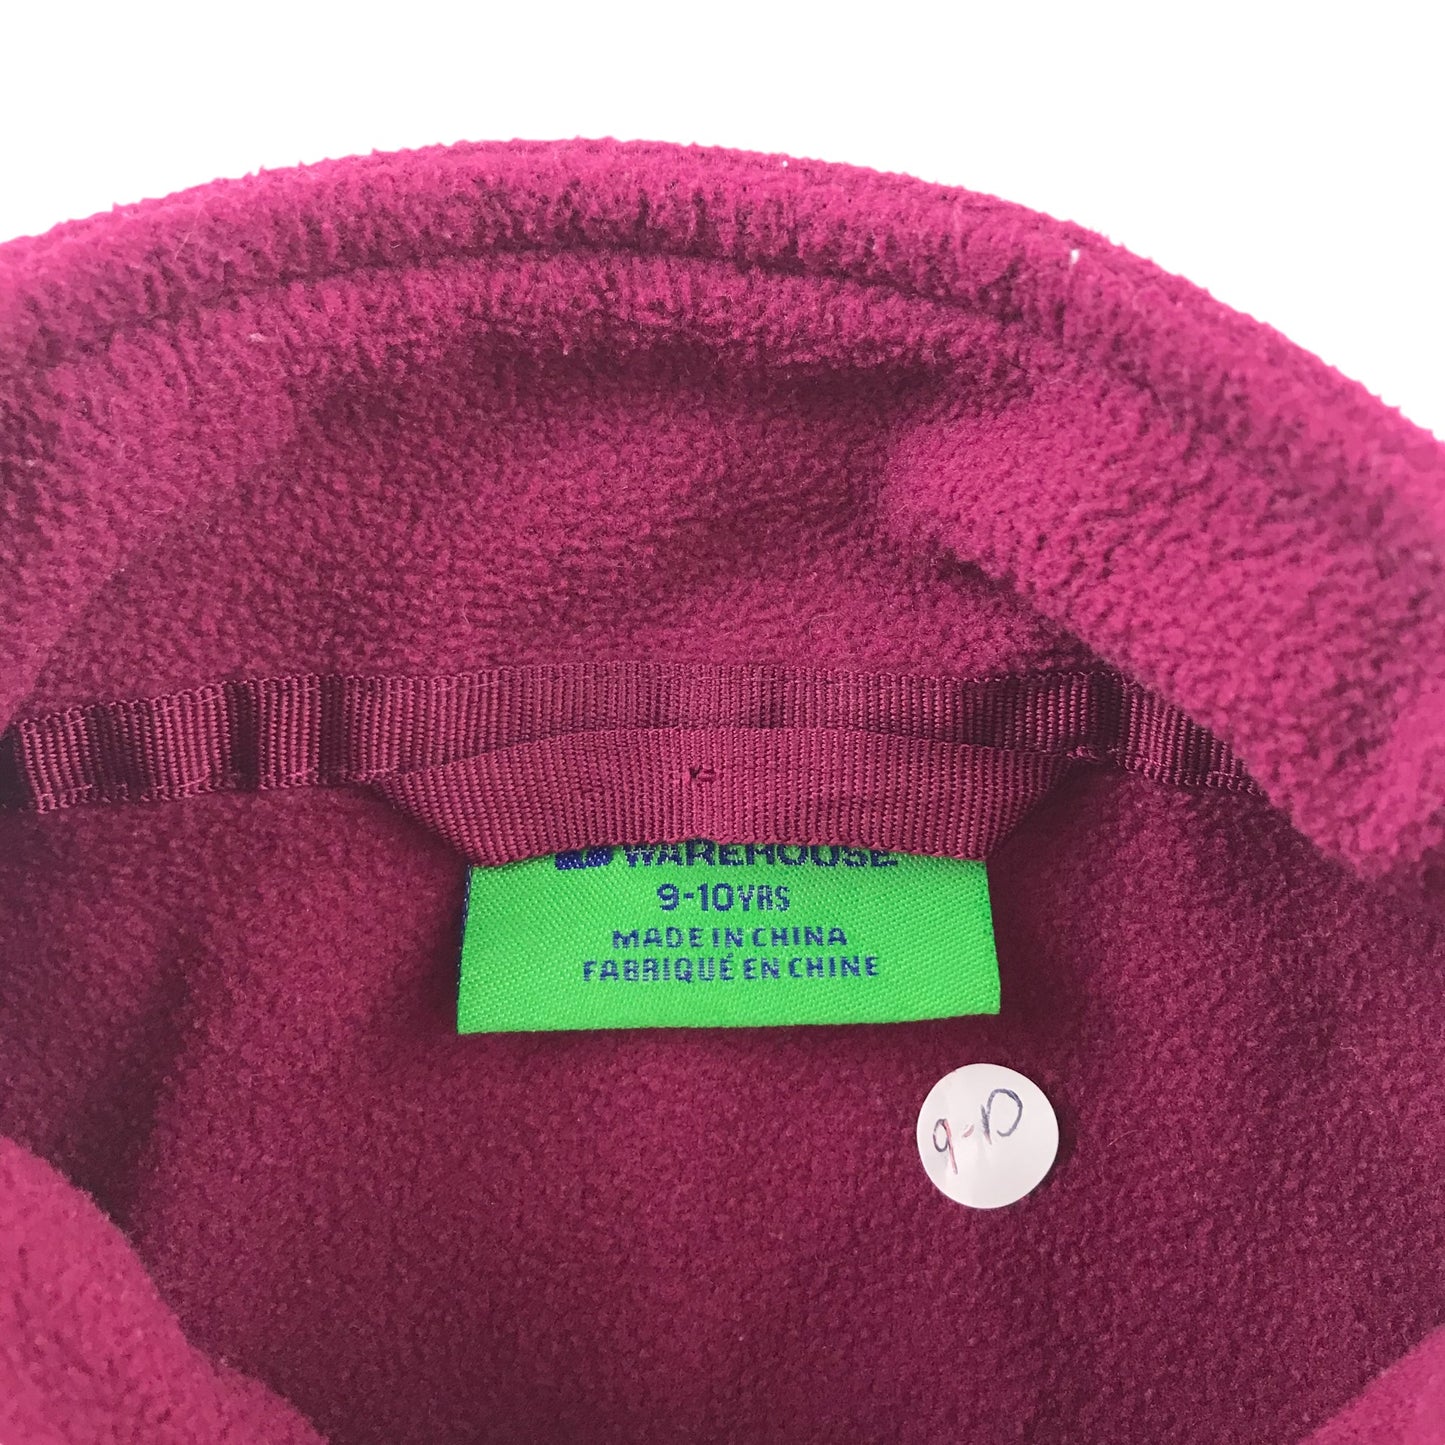 WAREHOUSE
9-10YRS
MADE IN CHINA
FABRIQUÉ EN CHINE
9-10